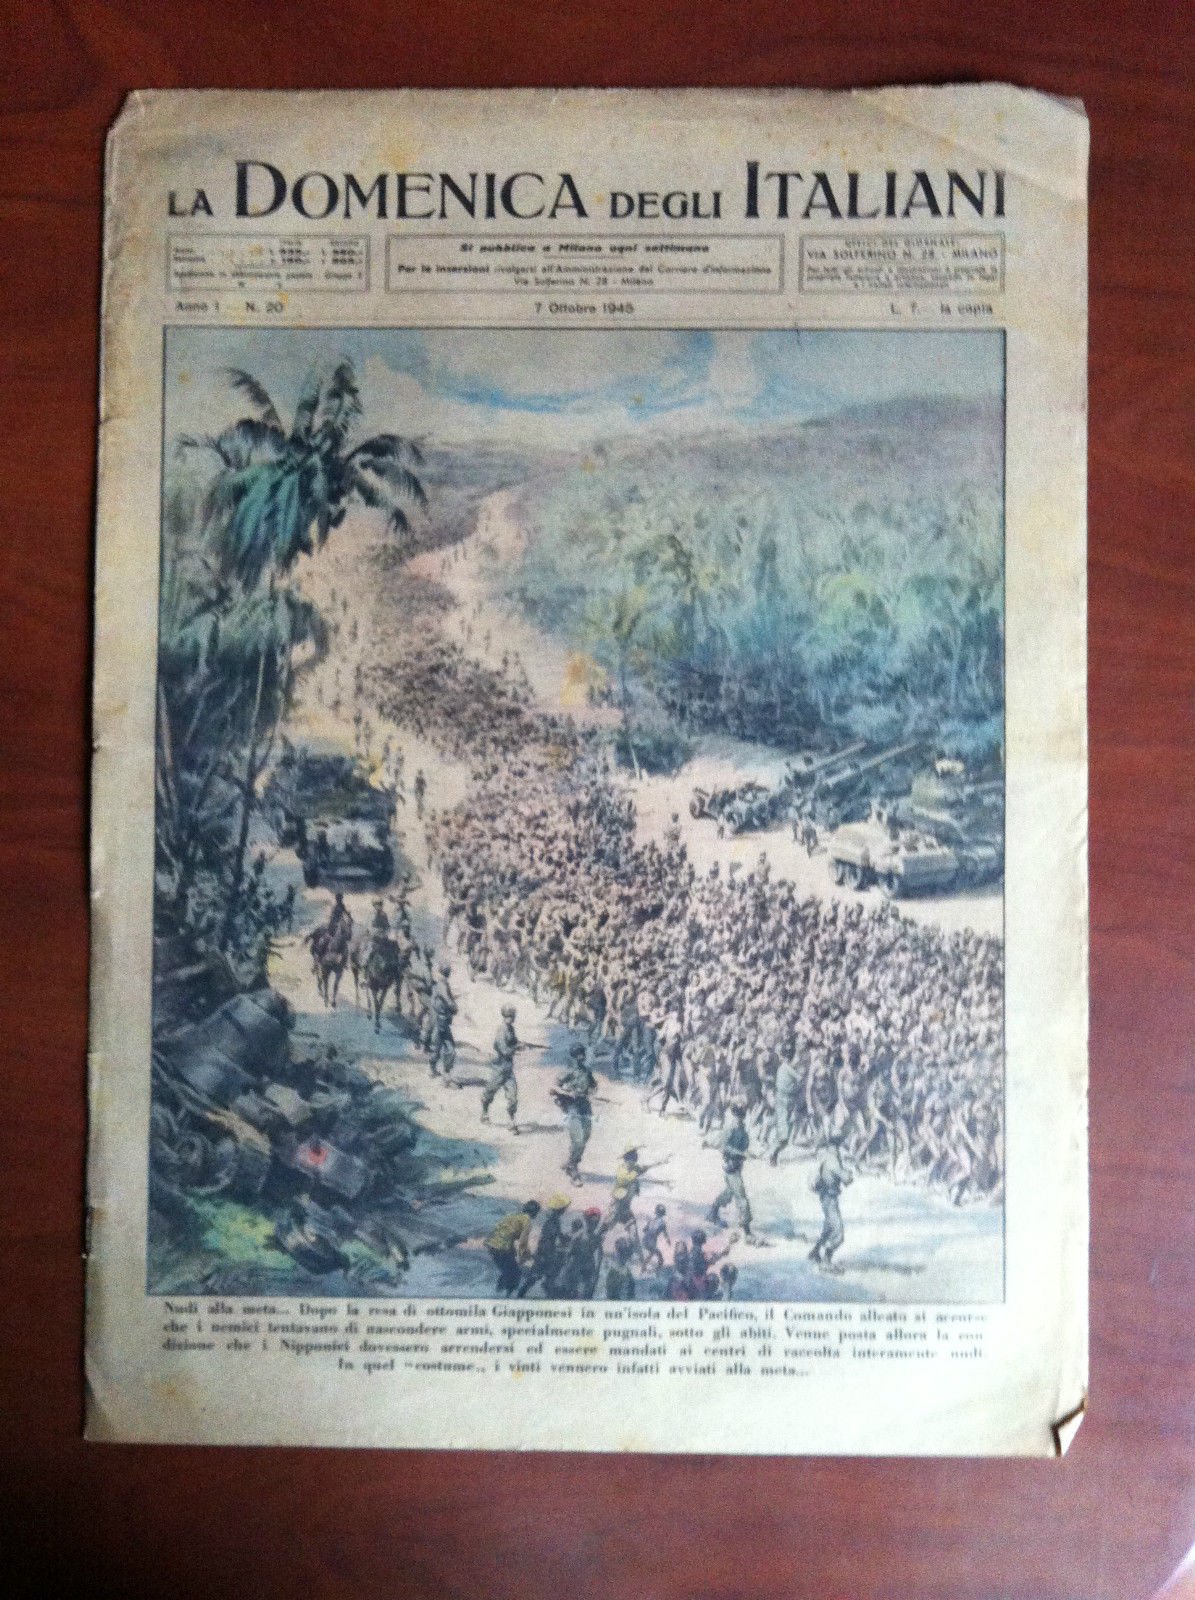 LA DOMENICA DEGLI ITALIANI
Si pubblica a Milano ogni settimana
Per le inserzioni rivolgersi all'Amministrazione del Corriere d'Informazione
Via Solferino N. 28 - Milano
UFFICI DEL GIORNALE:
VIA SOLFERINO N. 28 - MILANO
Anno 1 - N. 20
7 Ottobre 1945
L. 7.- la copia
Nudi alla meta... Dopo la resa di ottomila Giapponesi in un'isola del Pacifico, il Comando alleato si accorse
che i nemici tentavano di nascondere armi, specialmente pugnali, sotto gli abiti. Venne posta allora la con
dizione che i Nipponici dovessero arrendersi ed essere mandati ai centri di raccolta interamente nudi.
In quel "costume,, i vinti vennero infatti avviati alla meta...